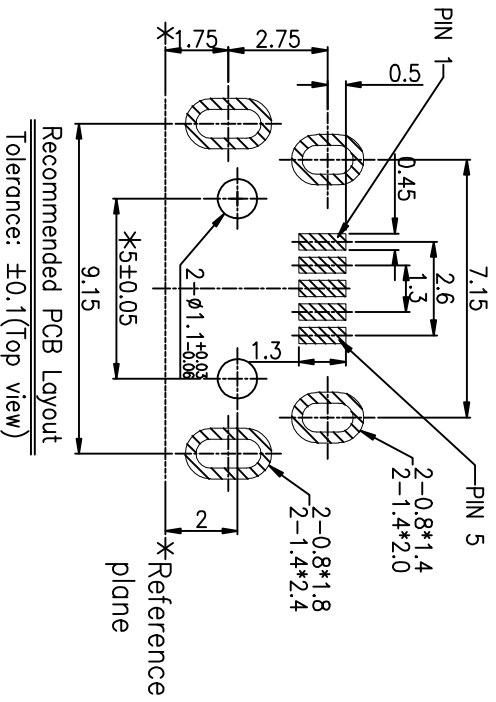 PIN 1
0.5
1.75
2.75
0.45
7.15
2.6
1.3
9.15
*5±0.05
2-ø1.1+0.03
-0.06
1.3
2-0.8*1.4
2-1.4*2.0
PIN 5
2-0.8*1.8
2-1.4*2.4
2
*Reference
plane
*
Recommended PCB Layout
Tolerance: ±0.1(Top view)